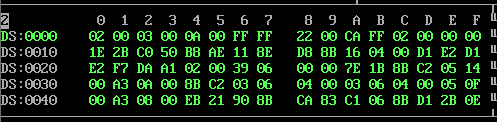 2 0 1 2 3 4 5 6 7 8 9 A B C D E F
DS:0000 02 00 03 00 0A 00 FF FF 22 00 CA FF 02 00 00 00
DS:0010 1E 2B C0 50 B8 AE 11 8E D8 8B 16 04 00 D1 E2 D1
DS:0020 E2 F7 DA A1 02 00 39 06 00 00 7E 1B 8B C2 05 14
DS:0030 00 A3 0A 00 8B C2 03 06 04 00 03 06 04 00 05 0F
DS:0040 00 A3 08 00 EB 21 90 8B CA 83 C1 06 8B D1 2B 0E